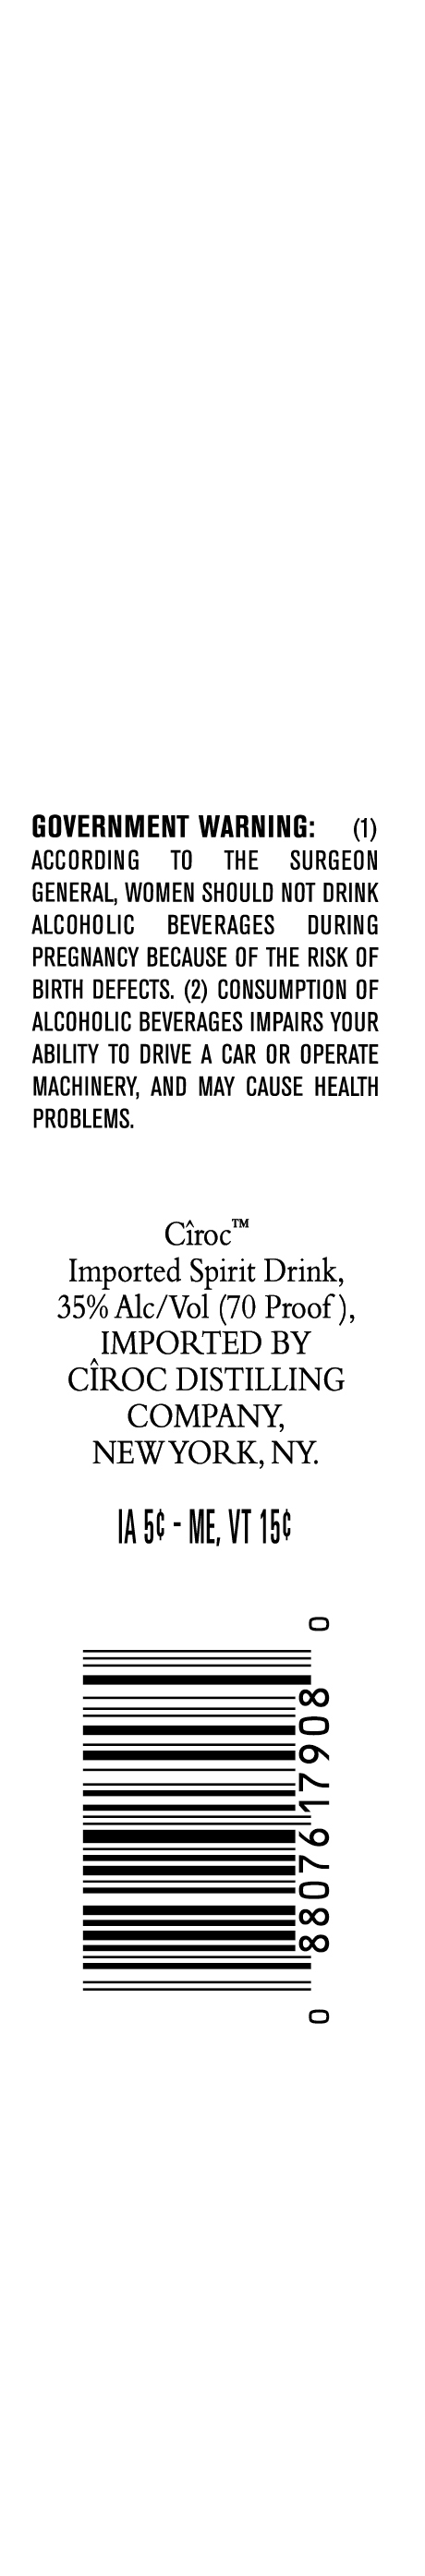 GOVERNMENT WARNING: (1)
ACCORDING TO THE SURGEON
GENERAL, WOMEN SHOULD NOT DRINK
ALCOHOLIC BEVERAGES DURING
PREGNANCY BECAUSE OF THE RISK OF
BIRTH DEFECTS. (2) CONSUMPTION OF
ALCOHOLIC BEVERAGES IMPAIRS YOUR
ABILITY TO DRIVE A CAR OR OPERATE
MACHINERY, AND MAY CAUSE HEALTH
PROBLEMS.
Cîroc™
Imported Spirit Drink,
35% Alc/Vol (70 Proof),
IMPORTED BY
CÎROC DISTILLING
COMPANY,
NEW YORK, NY.
IA 5¢ - ME, VT 15¢
0 88076 17908 0